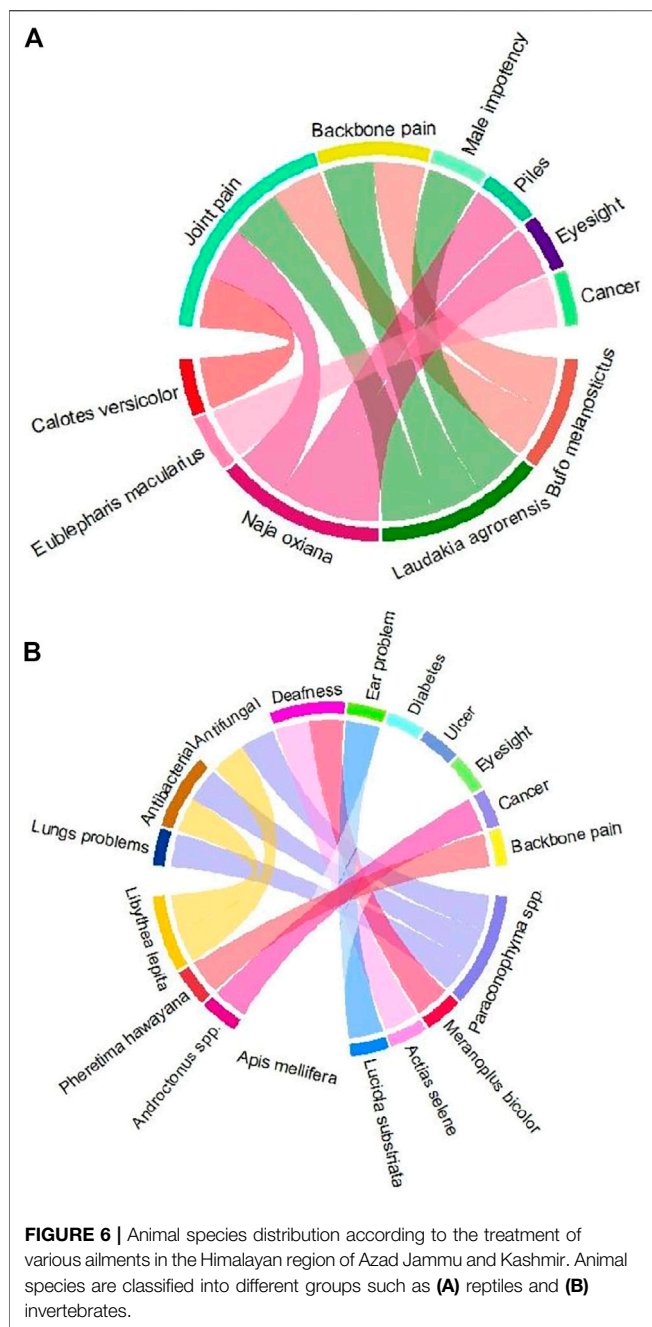 A
Joint pain
Backbone pain
Male impotency
Piles
Eyesight
Cancer
Calotes versicolor
Eublepharis macularius
Naja oxiana
Laudakia agrorensis
Bufo melanostictus
B
Lungs problems
Antibacterial
Antifungal
Deafness
Ear problem
Diabetes
Ulcer
Eyesight
Cancer
Backbone pain
Libythea lepita
Pheretima hawayana
Androctonus spp.
Apis mellifera
Luciola substriata
Actias selene
Meranoplus bicolor
Paraconophyma spp.
FIGURE 6 | Animal species distribution according to the treatment of
various ailments in the Himalayan region of Azad Jammu and Kashmir. Animal
species are classified into different groups such as (A) reptiles and (B)
invertebrates.